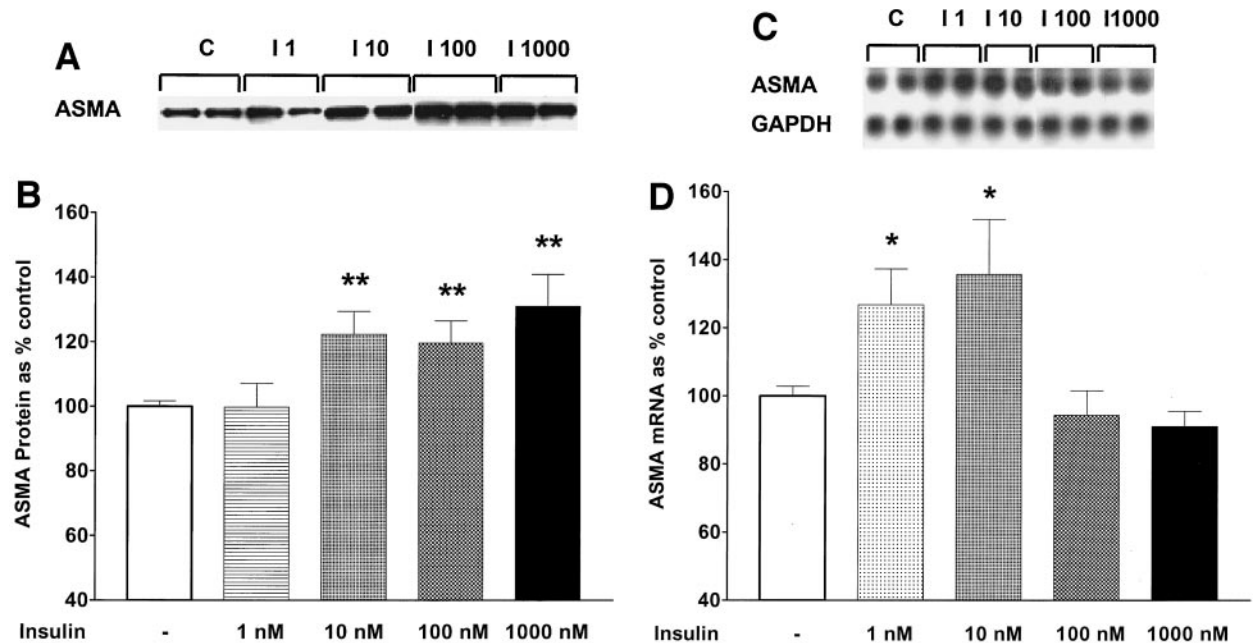 A
C I 1 I 10 I 100 I 1000
ASMA
B
ASMA Protein as % control
160
140
120
100
80
60
40
** ** **
Insulin - 1 nM 10 nM 100 nM 1000 nM
C
C I 1 I 10 I 100 I1000
ASMA
GAPDH
D
ASMA mRNA as % control
160
140
120
100
80
60
40
* *
Insulin - 1 nM 10 nM 100 nM 1000 nM